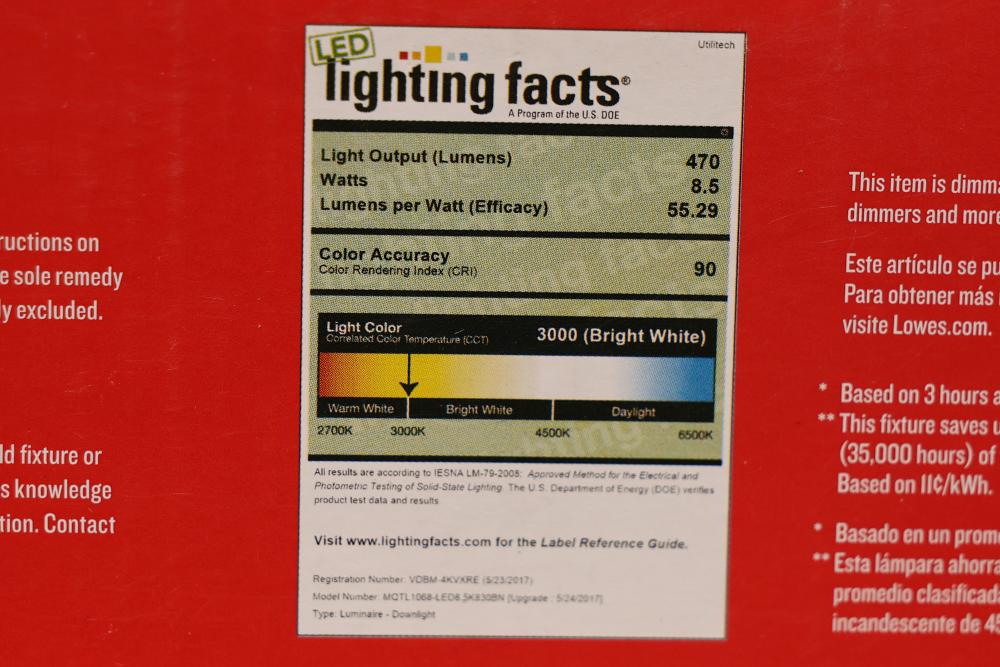 ructions on
e sole remedy
ly excluded.
ld fixture or
s knowledge
tion. Contact
LED
Utilitech
lighting facts®
A Program of the U.S. DOE
Light Output (Lumens) 470
Watts 8.5
Lumens per Watt (Efficacy) 55.29
Color Accuracy
Color Rendering Index (CRI) 90
Light Color
Correlated Color Temperature (CCT) 3000 (Bright White)
Warm White Bright White Daylight
2700K 3000K 4500K 6500K
All results are according to IESNA LM-79-2008: Approved Method for the Electrical and
Photometric Testing of Solid-State Lighting. The U.S. Department of Energy (DOE) verifies
product test data and results.
Visit www.lightingfacts.com for the Label Reference Guide.
Registration Number: VDBM-4KVXRE (5/23/2017)
Model Number: MQTL1068-LED8.5K830BN [Upgrade : 5/24/2017]
Type: Luminaire - Downlight
This item is dimma
dimmers and more
Este artículo se pu
Para obtener más
visite Lowes.com.
* Based on 3 hours a
** This fixture saves u
(35,000 hours) of
Based on 11¢/kWh.
* Basado en un prom
** Esta lámpara ahorra
promedio clasificada
incandescente de 45